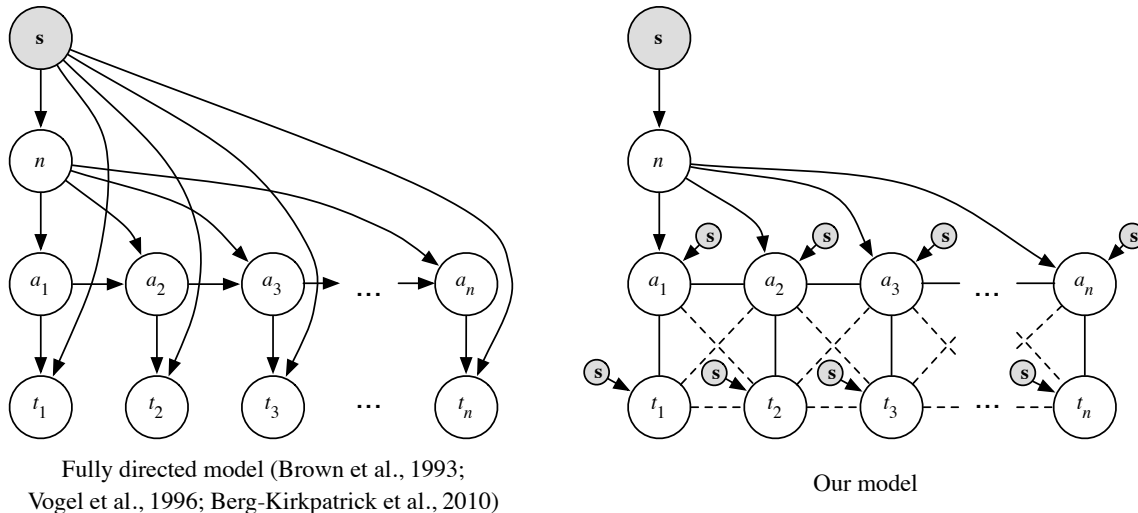 s
n
a1 a2 a3 ... an
t1 t2 t3 ... tn
Fully directed model (Brown et al., 1993;
Vogel et al., 1996; Berg-Kirkpatrick et al., 2010)
s
n
s s s s
a1 a2 a3 ... an
s s s s
t1 t2 t3 ... tn
Our model